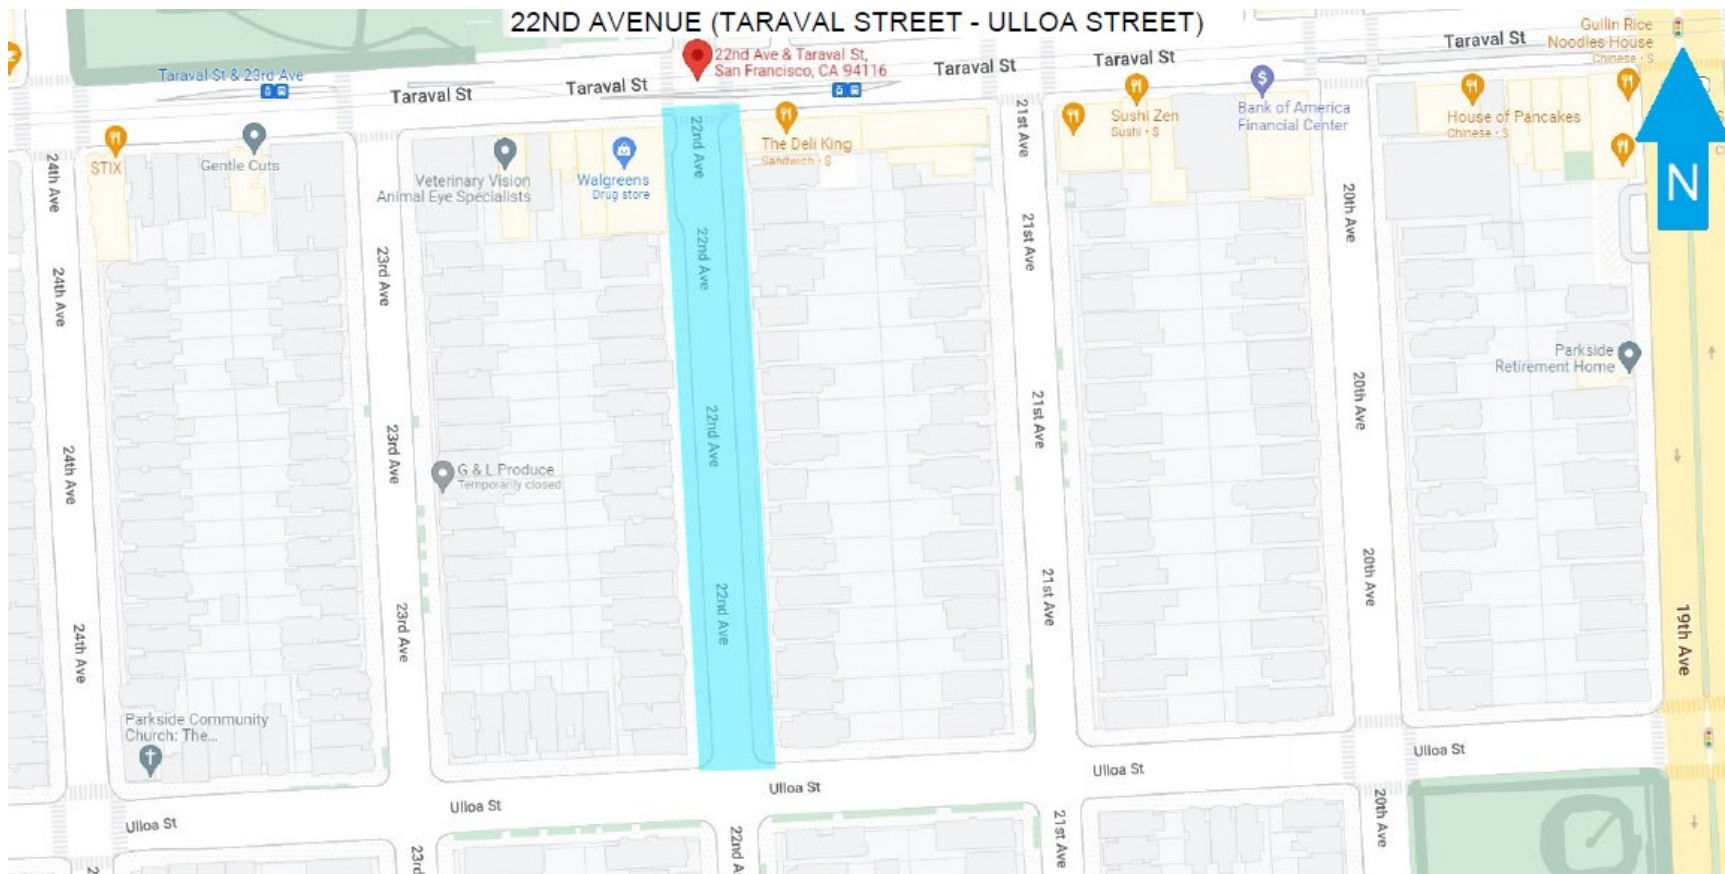 22ND AVENUE (TARAVAL STREET - ULLOA STREET)
Guilin Rice
Noodles House
Chinese · $
Taraval St
Taraval St
Taraval St
Taraval St
Taraval St
22nd Ave & Taraval St,
San Francisco, CA 94116
Taraval St & 23rd Ave
STIX
Gentle Cuts
Veterinary Vision
Animal Eye Specialists
Walgreens
Drug store
The Deli King
Sandwich · $
Sushi Zen
Sushi · $
Bank of America
Financial Center
House of Pancakes
Chinese · $
N
24th Ave
24th Ave
24th Ave
24th Ave
23rd Ave
23rd Ave
23rd Ave
23rd
22nd Ave
22nd Ave
22nd Ave
22nd Ave
22nd A
21st Ave
21st Ave
21st Ave
21st Ave
21st Ave
20th Ave
20th Ave
20th Ave
20th Ave
19th Ave
G & L Produce
Temporarily closed
Parkside
Retirement Home
Parkside Community
Church: The...
Ulloa St
Ulloa St
Ulloa St
Ulloa St
Ulloa St